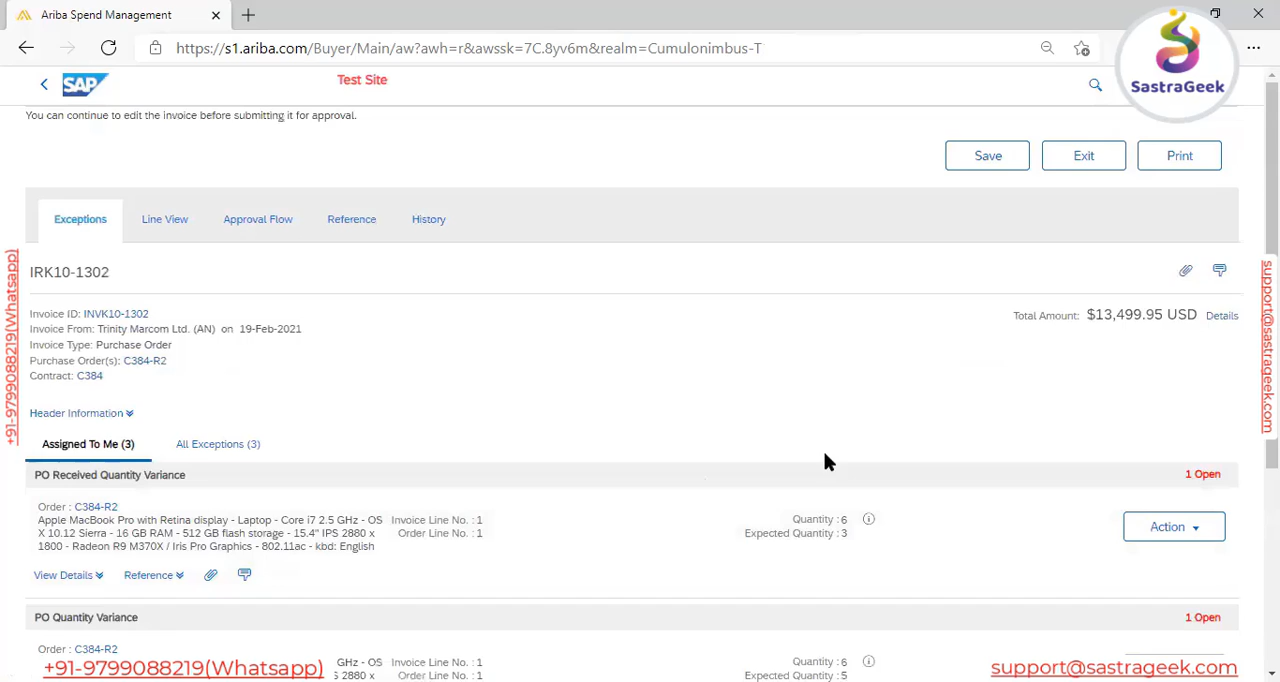 Ariba Spend Management
https://s1.ariba.com/Buyer/Main/aw?awh=r&awssk=7C.8yv6m&realm=Cumulonimbus-T
SAP
Test Site
SastraGeek
You can continue to edit the invoice before submitting it for approval.
Save
Exit
Print
Exceptions
Line View
Approval Flow
Reference
History
IRK10-1302
Invoice ID: INVK10-1302
Invoice From: Trinity Marcom Ltd. (AN) on 19-Feb-2021
Invoice Type: Purchase Order
Purchase Order(s): C384-R2
Contract: C384
Total Amount: $13,499.95 USD Details
Header Information
Assigned To Me (3)
All Exceptions (3)
PO Received Quantity Variance
1 Open
Order : C384-R2
Apple MacBook Pro with Retina display - Laptop - Core i7 2.5 GHz - OS
X 10.12 Sierra - 16 GB RAM - 512 GB flash storage - 15.4" IPS 2880 x
1800 - Radeon R9 M370X / Iris Pro Graphics - 802.11ac - kbd: English
Invoice Line No. : 1
Order Line No. : 1
Quantity : 6
Expected Quantity : 3
Action
View Details
Reference
PO Quantity Variance
1 Open
Order : C384-R2
GHz - OS
2880 x
Invoice Line No. : 1
Order Line No. : 1
Quantity : 6
Expected Quantity : 5
+91-9799088219(Whatsapp)
support@sastrageek.com
+91-9799088219(Whatsapp)
support@sastrageek.com